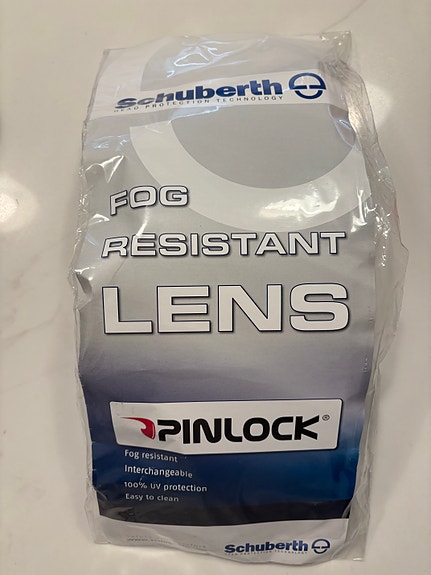 Schuberth
HEAD PROTECTION TECHNOLOGY
FOG
RESISTANT
LENS
PINLOCK®
Fog resistant
Interchangeable
100% UV protection
Easy to clean
Schuberth